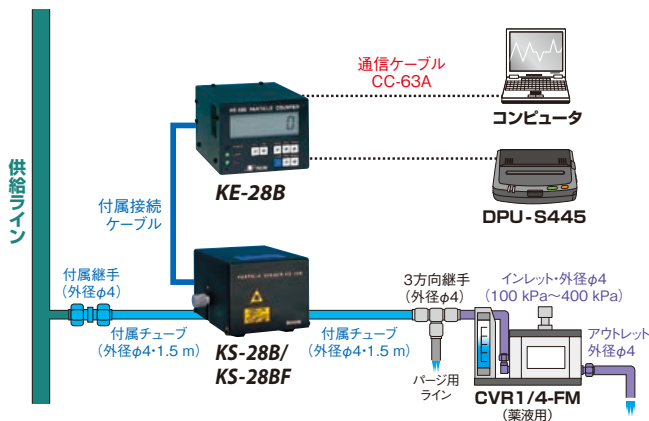 通信ケーブル
CC-63A
コンピュータ
KE-28B
DPU-S445
供給ライン
付属接続
ケーブル
付属継手
(外径φ4)
3方向継手
(外径φ4)
インレット・外径φ4
(100 kPa～400 kPa)
アウトレット
外径φ4
付属チューブ
(外径φ4・1.5 m)
KS-28B/
KS-28BF
付属チューブ
(外径φ4・1.5 m)
パージ用
ライン
CVR1/4-FM
(薬液用)